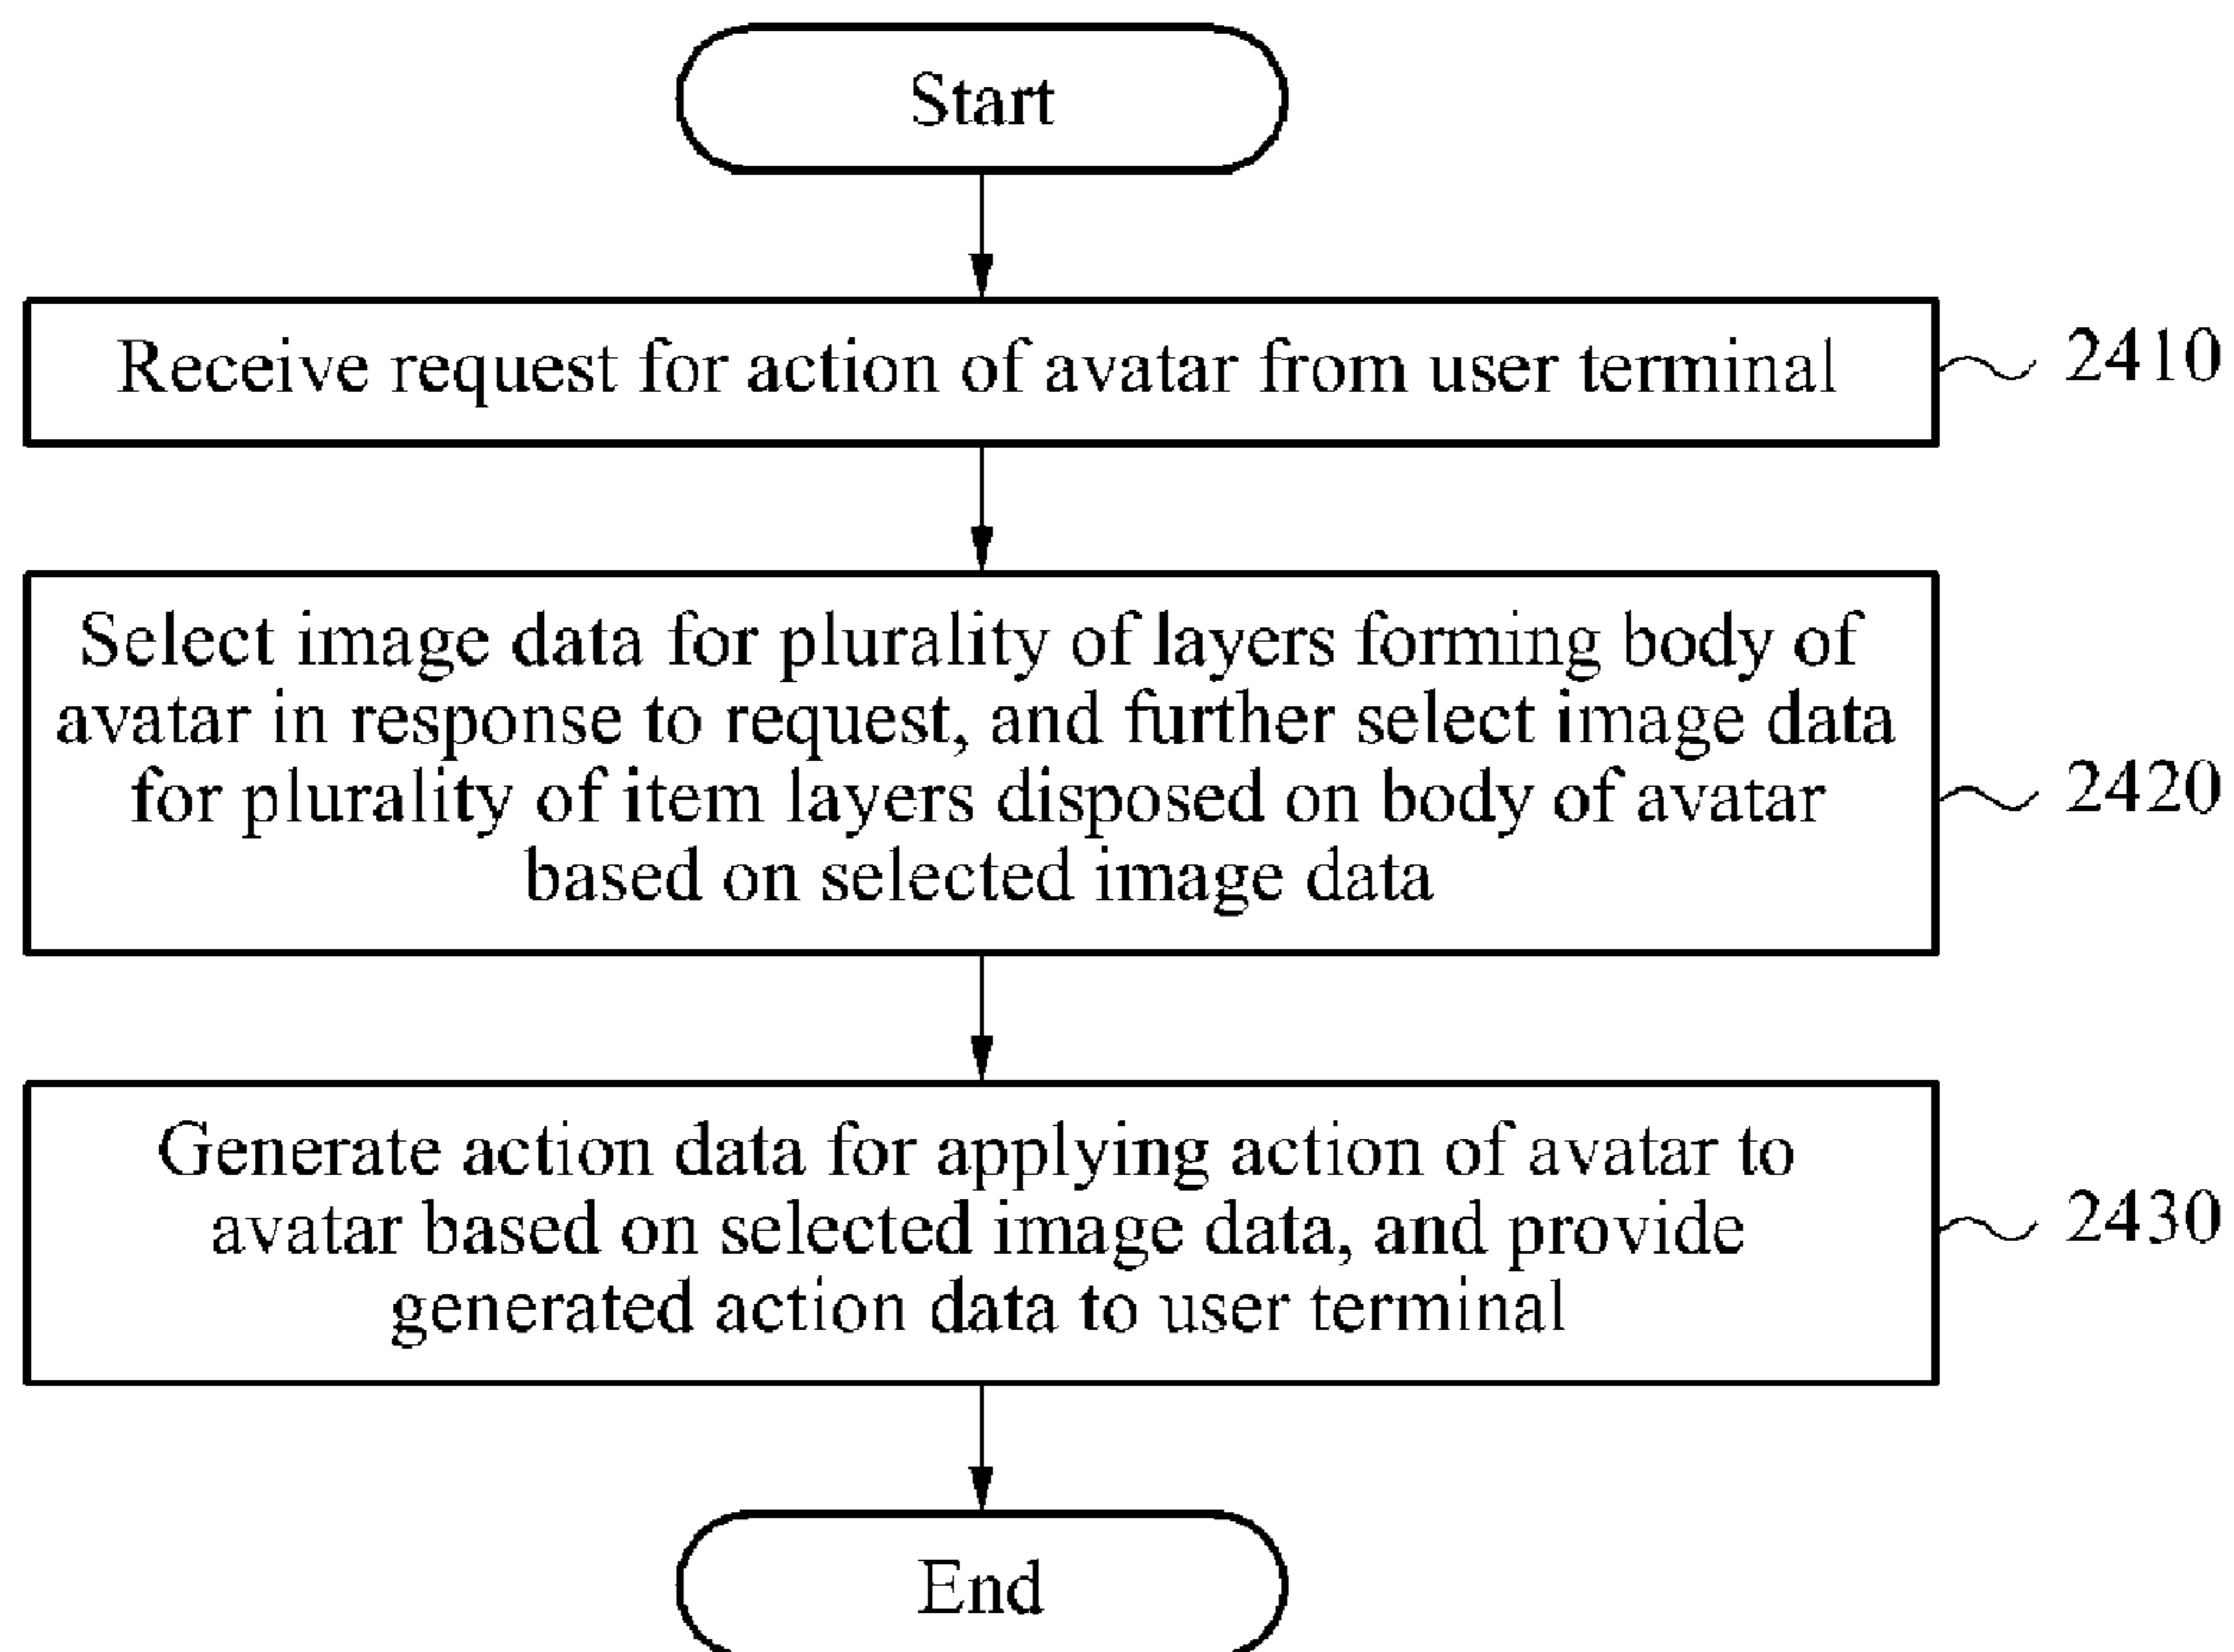 Start
Receive request for action of avatar from user terminal
2410
Select image data for plurality of layers forming body of
avatar in response to request, and further select image data
for plurality of item layers disposed on body of avatar
based on selected image data
2420
Generate action data for applying action of avatar to
avatar based on selected image data, and provide
generated action data to user terminal
2430
End